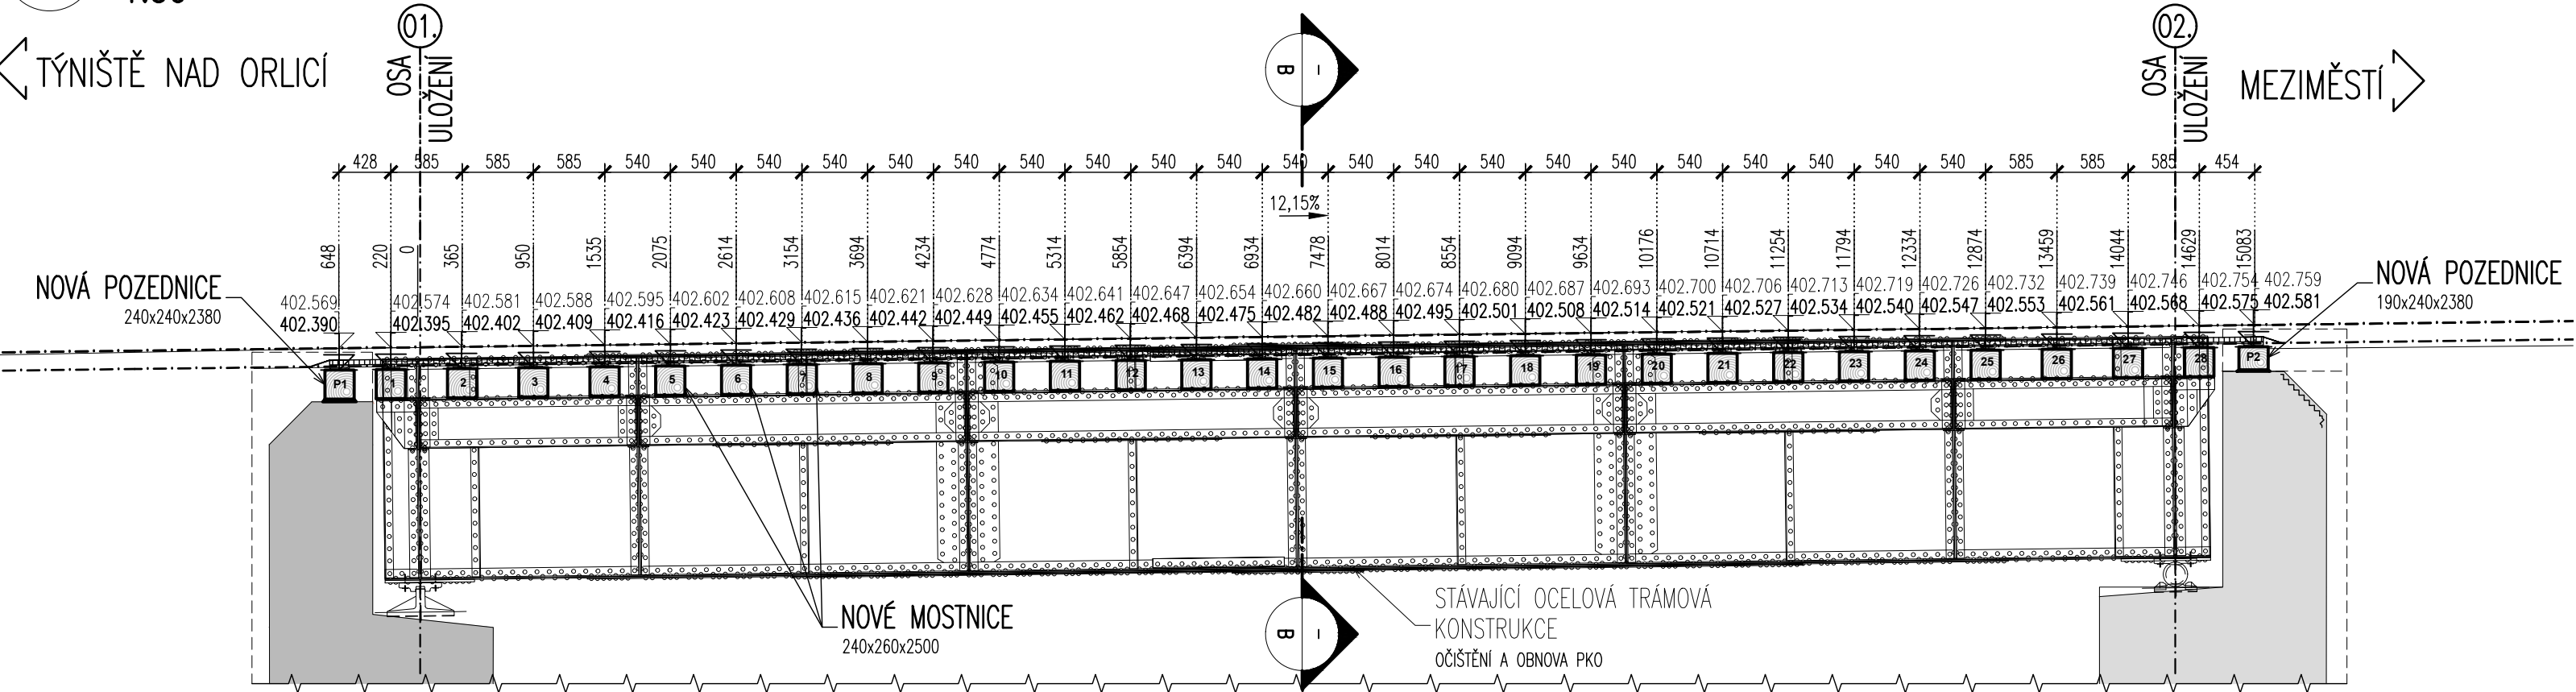 01.
02.
OSA
ULOŽENÍ
B I
OSA
ULOŽENÍ
TÝNIŠTĚ NAD ORLICÍ
MEZIMĚSTÍ
428 585 585 585 540 540 540 540 540 540 540 540 540 540 540 540 540 540 540 540 540 540 540 540 540 585 585 585 454
12,15%
648 220 0 365 950 1535 2075 2614 3154 3694 4234 4774 5314 5854 6394 6934 7478 8014 8554 9094 9634 10176 10714 11254 11794 12334 12874 13459 14044 14629 15083
NOVÁ POZEDNICE
240x240x2380
NOVÁ POZEDNICE
190x240x2380
402.569 402.574 402.581 402.588 402.595 402.602 402.608 402.615 402.621 402.628 402.634 402.641 402.647 402.654 402.660 402.667 402.674 402.680 402.687 402.693 402.700 402.706 402.713 402.719 402.726 402.732 402.739 402.746 402.754 402.759
402.390 402.395 402.402 402.409 402.416 402.423 402.429 402.436 402.442 402.449 402.455 402.462 402.468 402.475 402.482 402.488 402.495 402.501 402.508 402.514 402.521 402.527 402.534 402.540 402.547 402.553 402.561 402.568 402.575 402.581
P1 1 2 3 4 5 6 7 8 9 10 11 12 13 14 15 16 17 18 19 20 21 22 23 24 25 26 27 28 P2
NOVÉ MOSTNICE
240x260x2500
STÁVAJÍCÍ OCELOVÁ TRÁMOVÁ
KONSTRUKCE
OČIŠTĚNÍ A OBNOVA PKO
B I